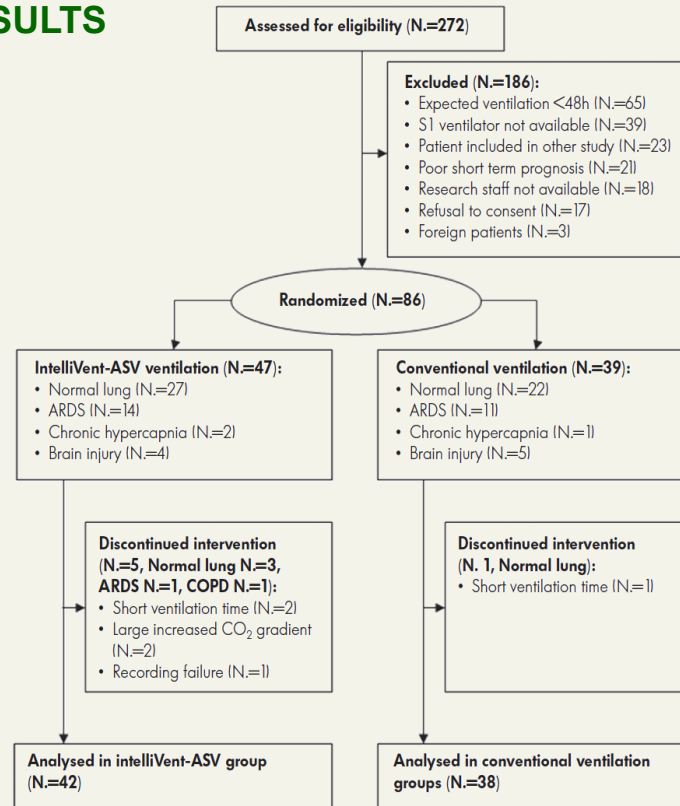 SULTS
Assessed for eligibility (N.=272)
Excluded (N.=186):
• Expected ventilation <48h (N.=65)
• S1 ventilator not available (N.=39)
• Patient included in other study (N.=23)
• Poor short term prognosis (N.=21)
• Research staff not available (N.=18)
• Refusal to consent (N.=17)
• Foreign patients (N.=3)
Randomized (N.=86)
IntelliVent-ASV ventilation (N.=47):
• Normal lung (N.=27)
• ARDS (N.=14)
• Chronic hypercapnia (N.=2)
• Brain injury (N.=4)
Conventional ventilation (N.=39):
• Normal lung (N.=22)
• ARDS (N.=11)
• Chronic hypercapnia (N.=1)
• Brain injury (N.=5)
Discontinued intervention
(N.=5, Normal lung N.=3,
ARDS N.=1, COPD N.=1):
• Short ventilation time (N.=2)
• Large increased CO₂ gradient
(N.=2)
• Recording failure (N.=1)
Discontinued intervention
(N. 1, Normal lung):
• Short ventilation time (N.=1)
Analysed in intelliVent-ASV group
(N.=42)
Analysed in conventional ventilation
groups (N.=38)